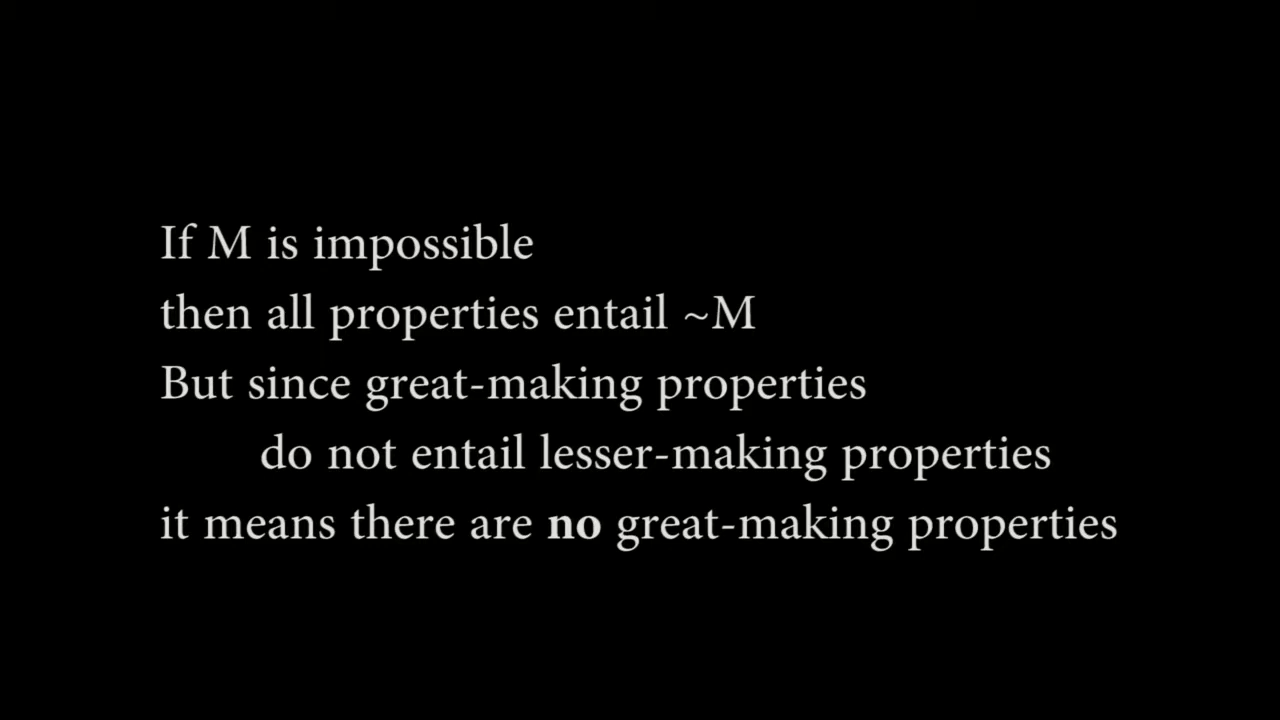 If M is impossible
then all properties entail ~M
But since great-making properties
do not entail lesser-making properties
it means there are no great-making properties